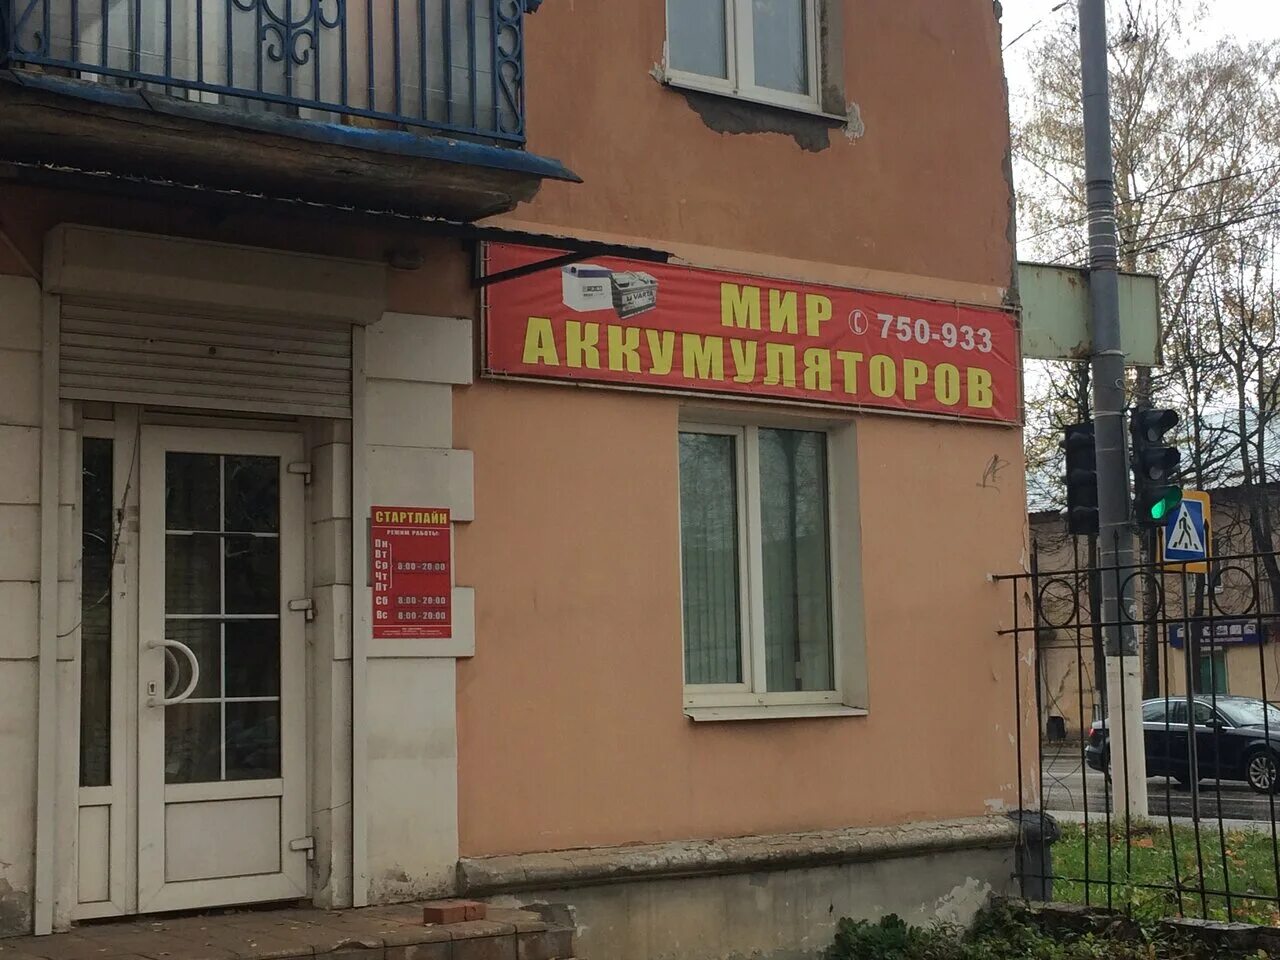 МИР
750-933
АККУМУЛЯТОРОВ
VARTA
СТАРТЛАЙН
РЕЖИМ РАБОТЫ:
Пн
Вт
Ср 8:00-20:00
Чт
Пт
Сб 8:00-20:00
Вс 8:00-20:00